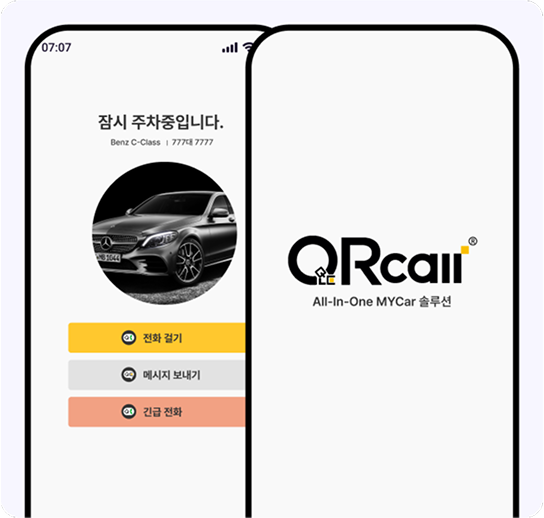 07:07
잠시 주차중입니다.
Benz C-Class | 777대 7777
전화 걸기
메시지 보내기
긴급 전화
QRcall®
All-In-One MYCar 솔루션